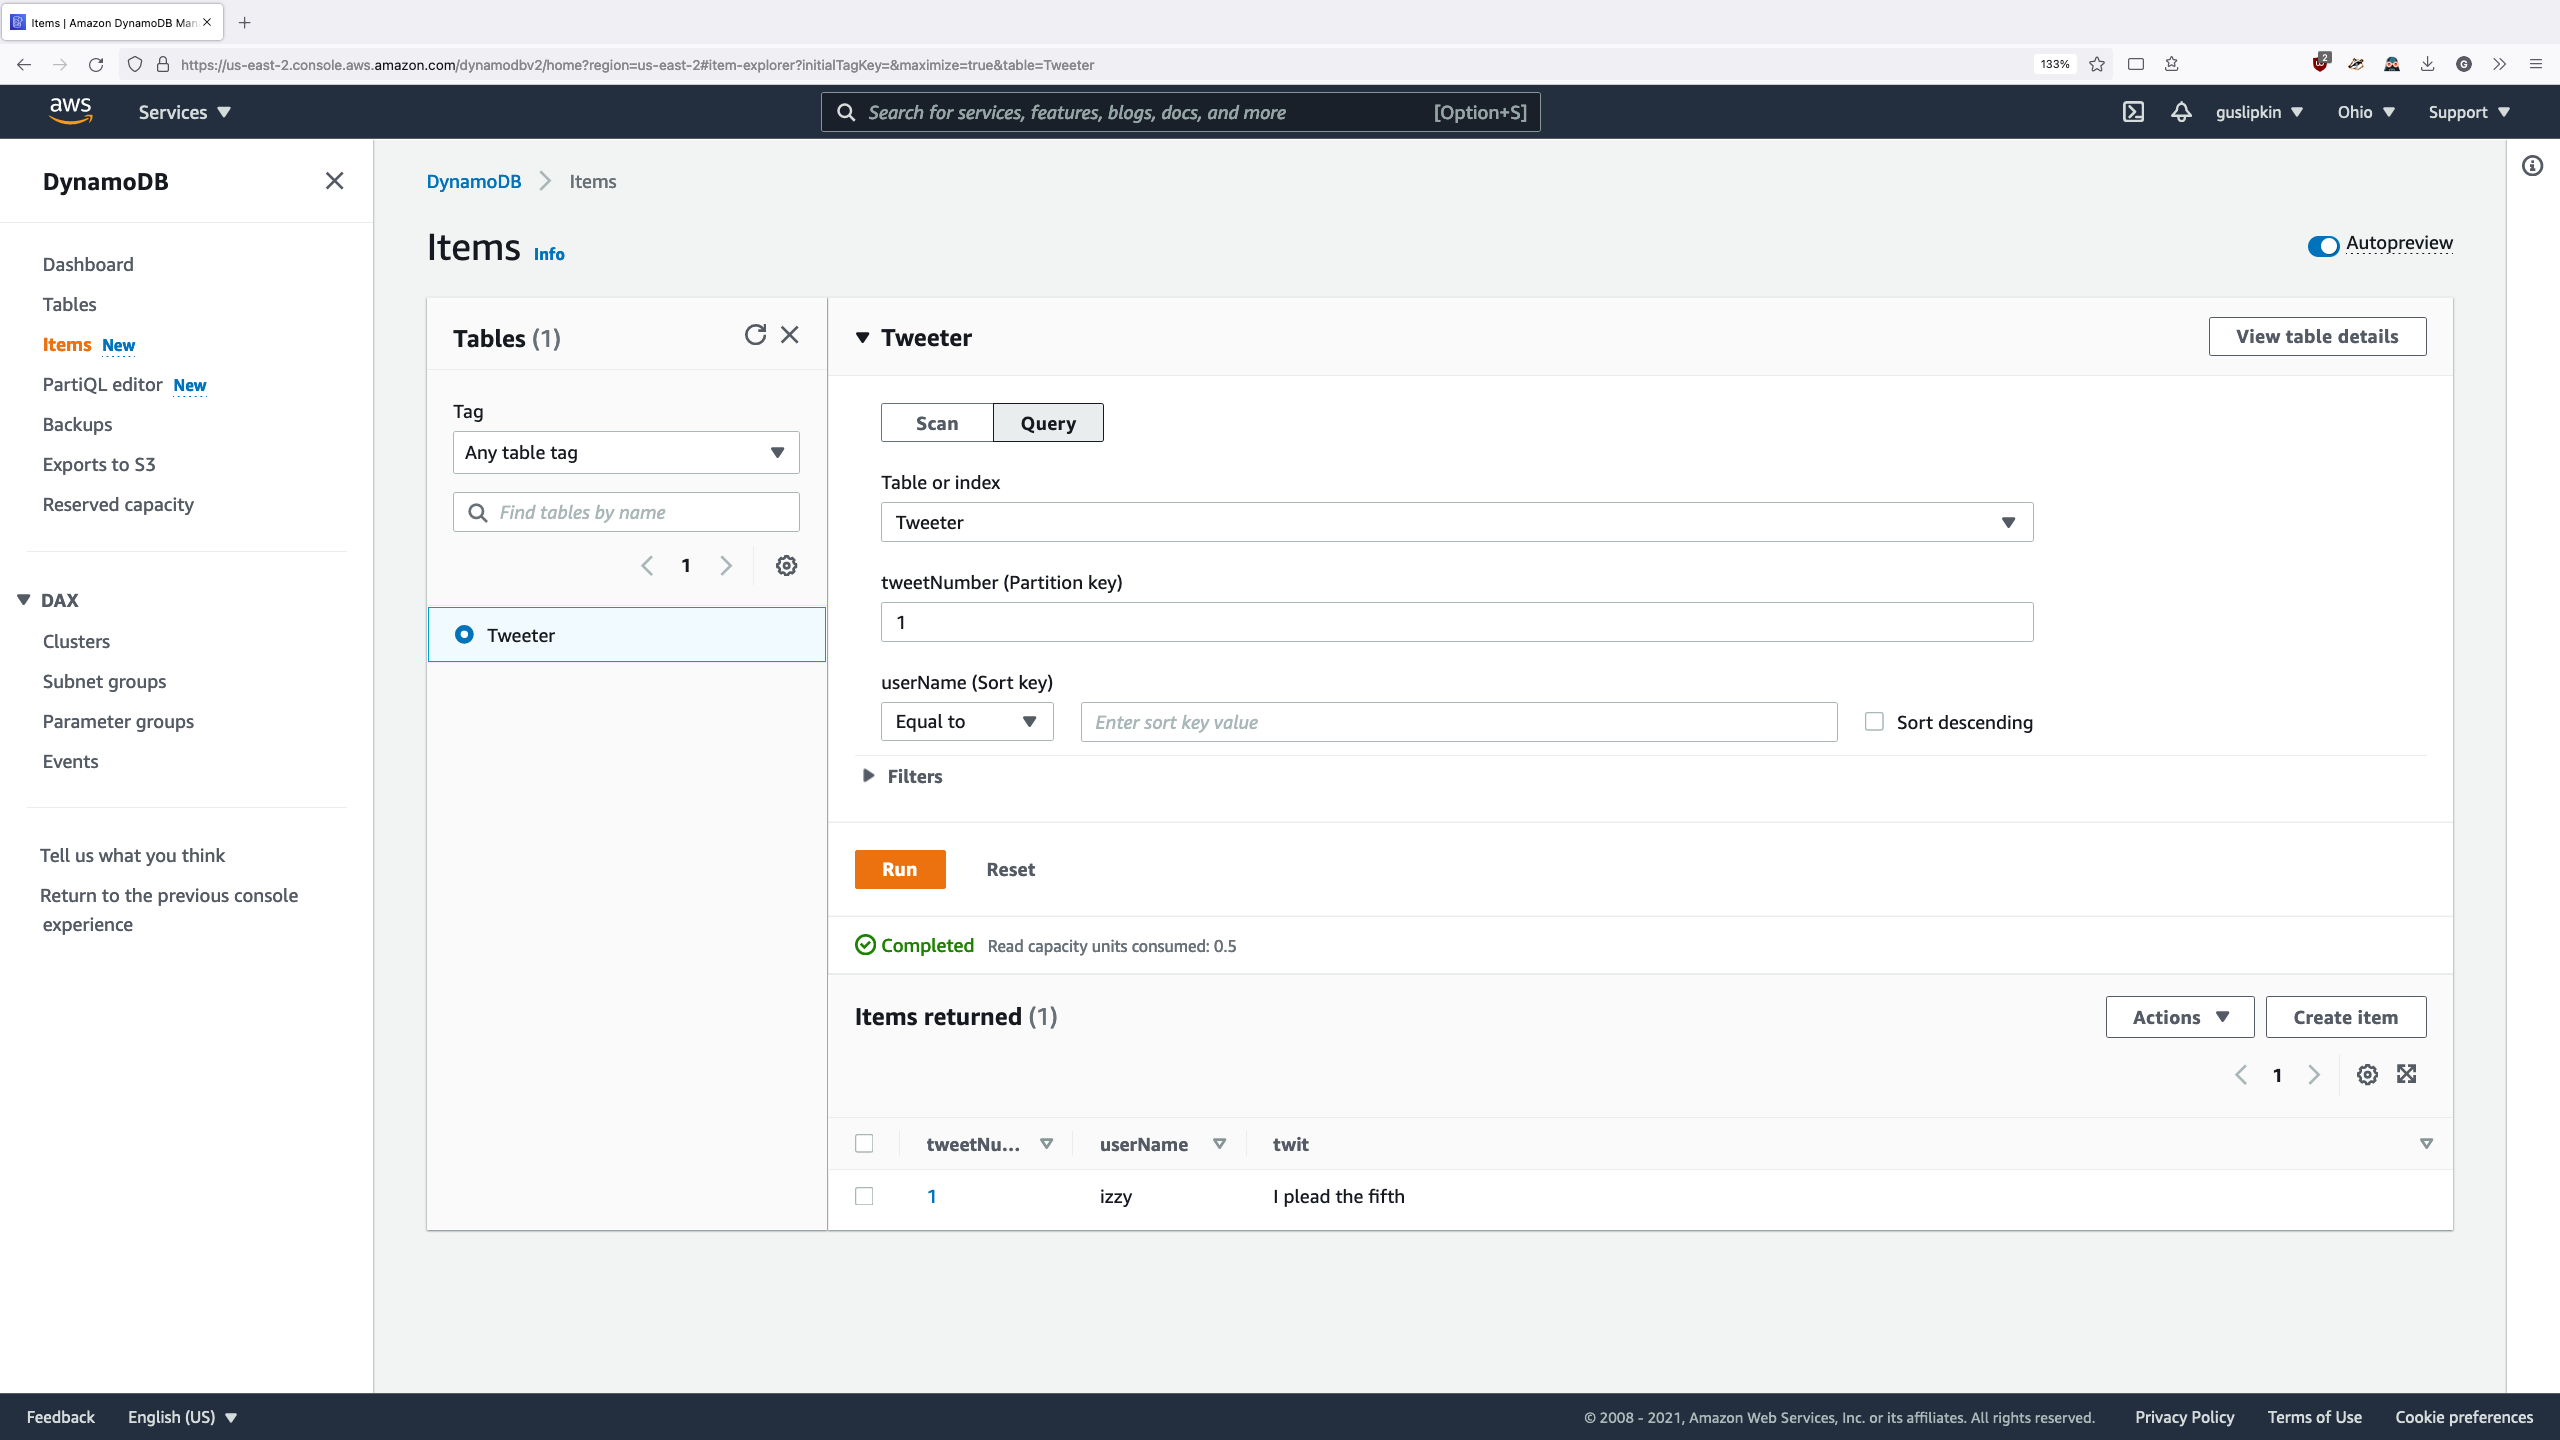 Items | Amazon DynamoDB Man
https://us-east-2.console.aws.amazon.com/dynamodbv2/home?region=us-east-2#item-explorer?initialTagKey=&maximize=true&table=Tweeter
133%
2
G
aws
Services
Search for services, features, blogs, docs, and more
[Option+S]
guslipkin
Ohio
Support
DynamoDB
Dashboard
Tables
Items New
PartiQL editor New
Backups
Exports to S3
Reserved capacity
DAX
Clusters
Subnet groups
Parameter groups
Events
Tell us what you think
Return to the previous console
experience
DynamoDB
Items
Items Info
Autopreview
Tables (1)
Tag
Any table tag
Find tables by name
1
Tweeter
Tweeter
View table details
Scan
Query
Table or index
Tweeter
tweetNumber (Partition key)
1
userName (Sort key)
Equal to
Enter sort key value
Sort descending
Filters
Run
Reset
Completed Read capacity units consumed: 0.5
Items returned (1)
Actions
Create item
1
tweetNu... userName twit
1 izzy I plead the fifth
Feedback
English (US)
© 2008 - 2021, Amazon Web Services, Inc. or its affiliates. All rights reserved.
Privacy Policy
Terms of Use
Cookie preferences